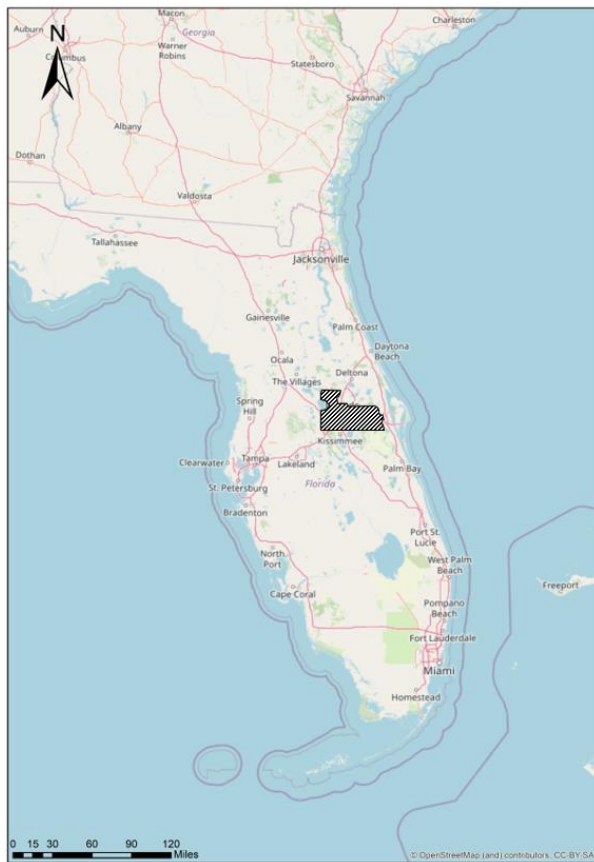 Charleston
Macon
Auburn
Georgia
N
Warner
Robins
Columbus
Statesboro
Savannah
Albany
Dothan
Valdosta
Tallahassee
Jacksonville
Gainesville
Palm Coast
Daytona
Beach
Ocala
Deltona
The Villages
Spring
Hill
Kissimmee
Clearwater
Tampa
Lakeland
Palm Bay
St. Petersburg
Florida
Bradenton
Port St.
Lucie
North
Port
West Palm
Beach
Freeport
Cape Coral
Pompano
Beach
Fort Lauderdale
Miami
Homestead
0 15 30 60 90 120
Miles
© OpenStreetMap (and) contributors, CC-BY-SA